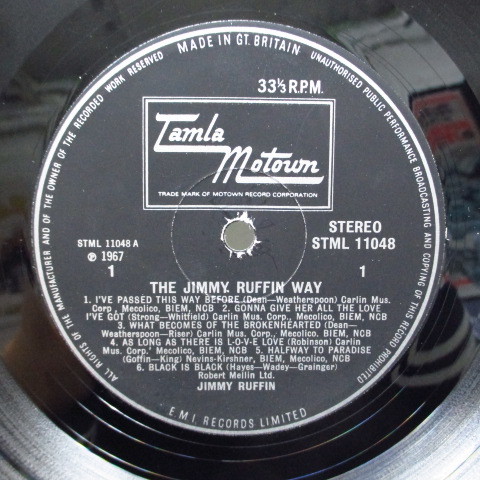 MADE IN GT. BRITAIN
UNAUTHORISED PUBLIC PERFORMANCE BROADCASTING AND COPYING OF THIS RECORD PROHIBITED
ALL RIGHTS OF THE MANUFACTURER AND OF THE OWNER OF THE RECORDED WORK RESERVED
33⅓ R.P.M.
Tamla
Motown
TRADE MARK OF MOTOWN RECORD CORPORATION
STEREO
STML 11048 A
STML 11048
℗ 1967
1
1
THE JIMMY RUFFIN WAY
1. I'VE PASSED THIS WAY BEFORE (Dean—Weatherspoon) Carlin Mus.
Corp., Mecolico, BIEM, NCB 2. GONNA GIVE HER ALL THE LOVE
I'VE GOT (Strong—Whitfield) Carlin Mus. Corp., Mecolico, BIEM, NCB
3. WHAT BECOMES OF THE BROKENHEARTED (Dean—
Weatherspoon—Riser) Carlin Mus. Corp., Mecolico, BIEM, NCB
4. AS LONG AS THERE IS L-O-V-E LOVE (Robinson) Carlin
Mus. Corp.' Mecolico, BIEM, NCB 5. HALFWAY TO PARADISE
(Goffin—King) Nevins-Kirshner, Mecolico, BIEM, NCB
6. BLACK IS BLACK (Hayes—Wadey—Grainger)
Robert Mellin Ltd.
JIMMY RUFFIN
E.M.I. RECORDS LIMITED